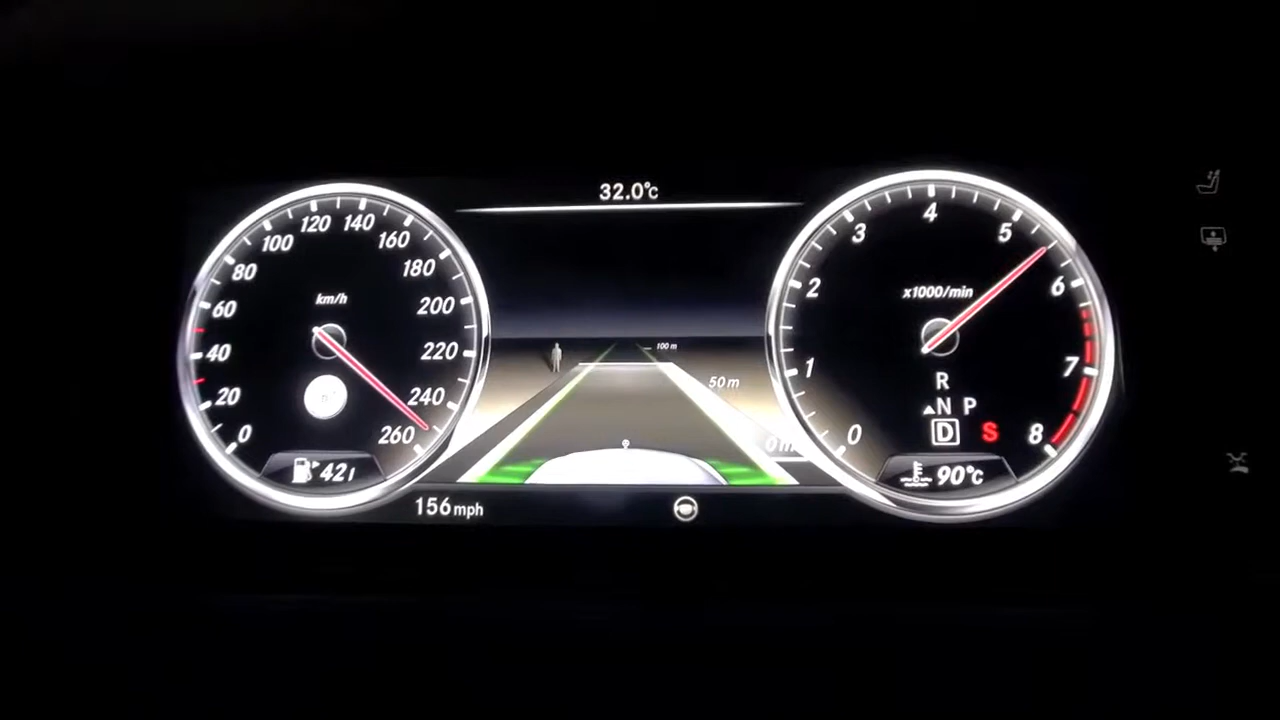 32.0°C
120 140
100 160
80 180
60 200
40 220
20 240
0 260
km/h
42 l
156 mph
100 m
50 m
0 m
4
3 5
2 6
1 7
0 8
x1000/min
R
N P
D S
90°C